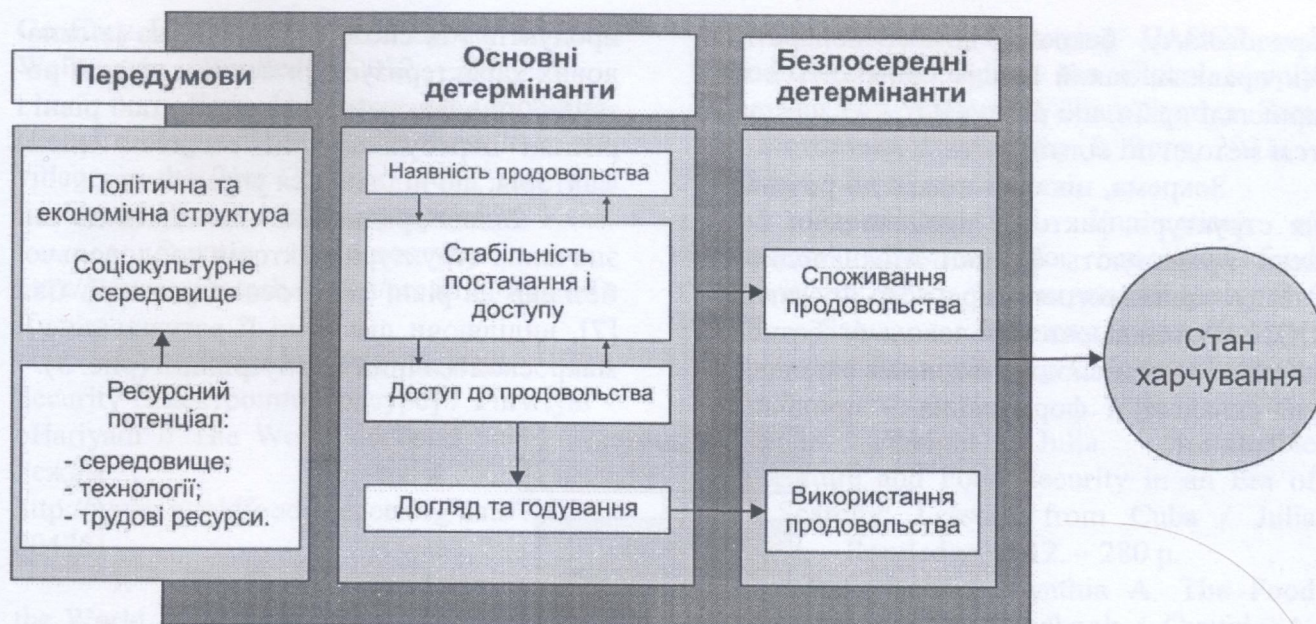 Передумови
Основні
детермінанти
Безпосередні
детермінанти
Політична та
економічна структура
Соціокультурне
середовище
Ресурсний
потенціал:
- середовище;
- технології;
- трудові ресурси.
Наявність продовольства
Стабільність
постачання і
доступу
Доступ до продовольства
Догляд та годування
Споживання
продовольства
Використання
продовольства
Стан
харчування